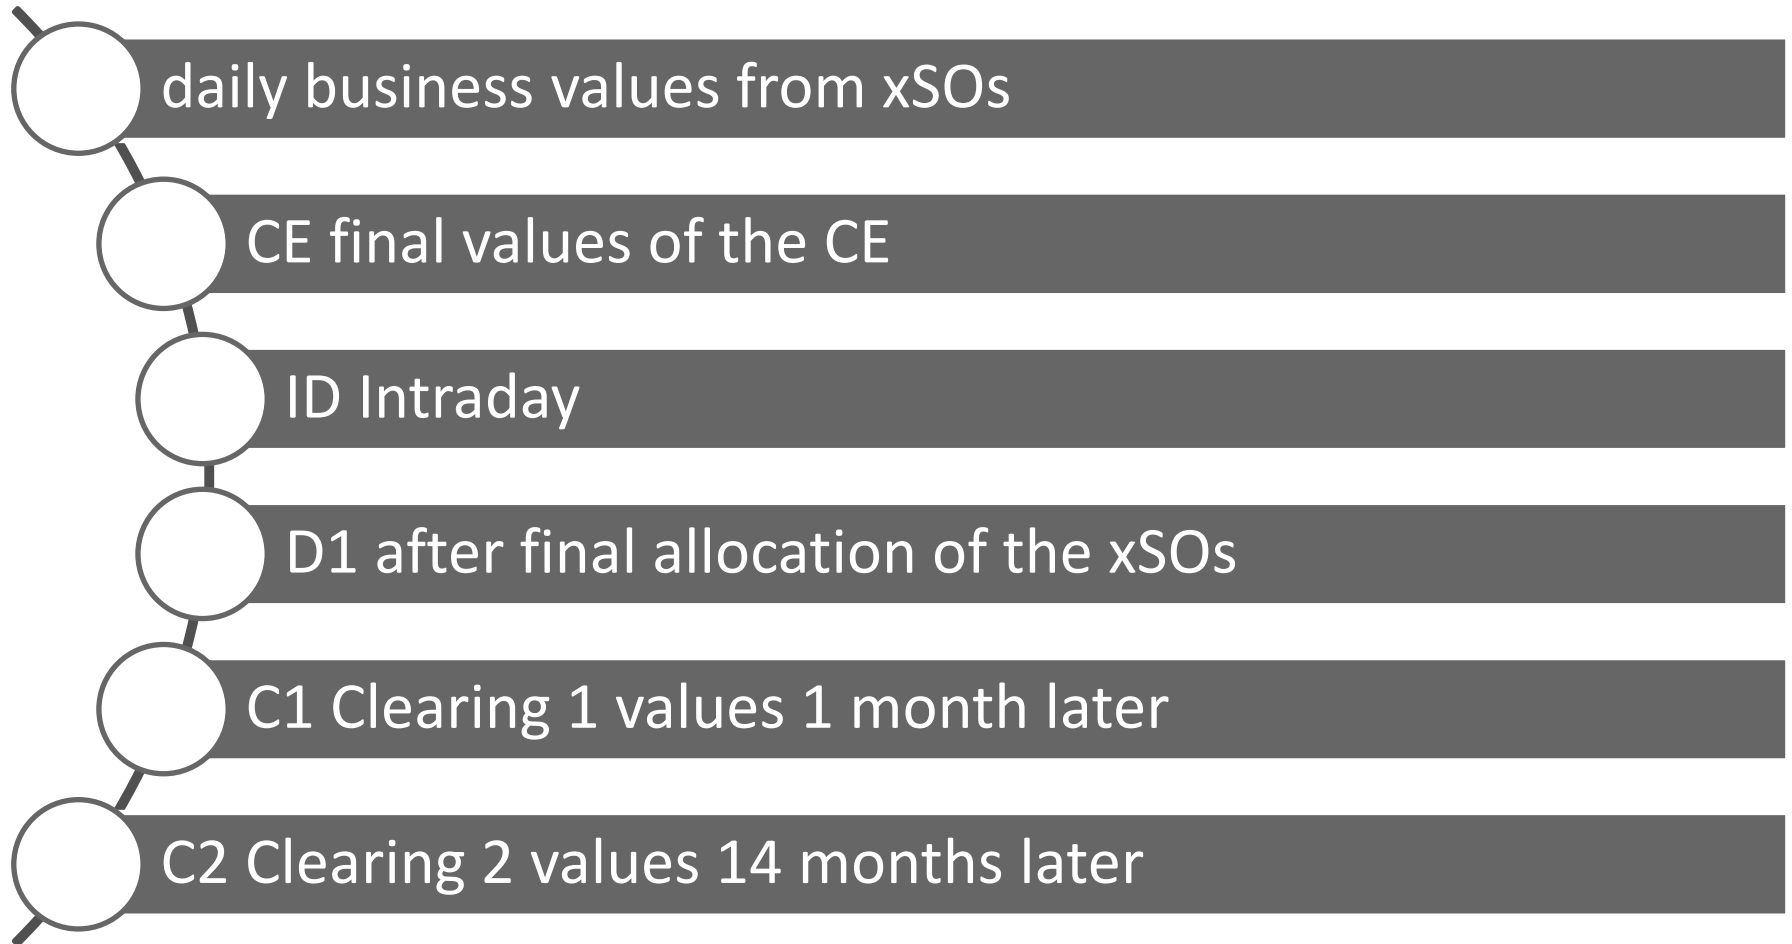 daily business values from xSOs
CE final values of the CE
ID Intraday
D1 after final allocation of the xSOs
C1 Clearing 1 values 1 month later
C2 Clearing 2 values 14 months later